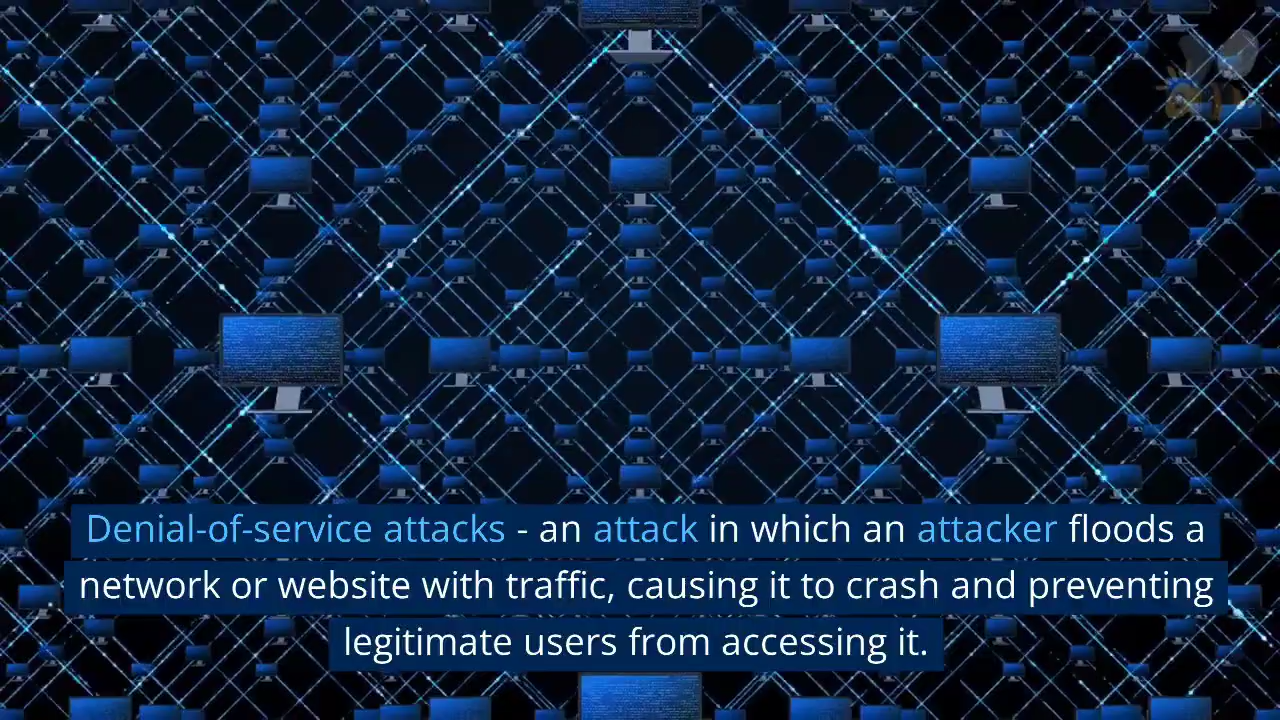 Denial-of-service attacks - an attack in which an attacker floods a
network or website with traffic, causing it to crash and preventing
legitimate users from accessing it.